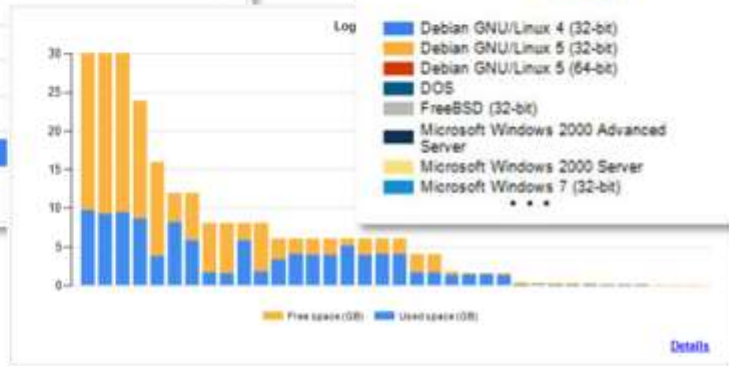 Log
30
25
20
15
10
5
0
Free space (GB) Used space (GB)
Details
Debian GNU/Linux 4 (32-bit)
Debian GNU/Linux 5 (32-bit)
Debian GNU/Linux 5 (64-bit)
DOS
FreeBSD (32-bit)
Microsoft Windows 2000 Advanced
Server
Microsoft Windows 2000 Server
Microsoft Windows 7 (32-bit)
• • •